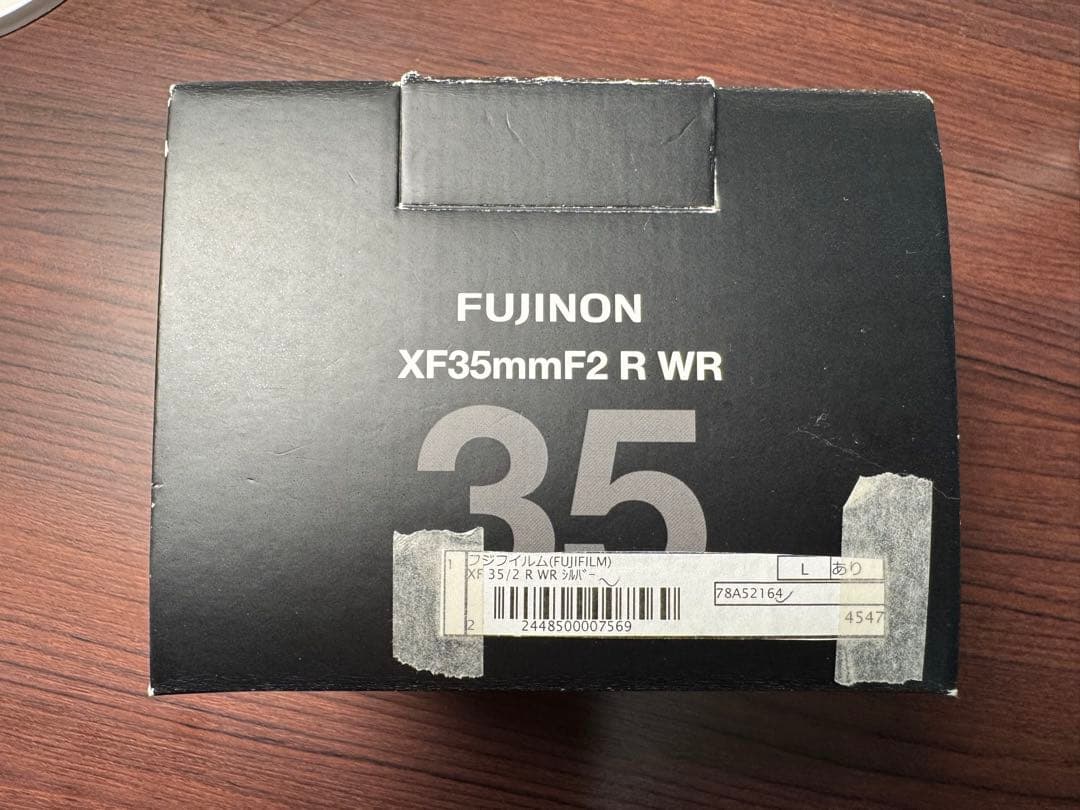 FUJINON
XF35mmF2 R WR
35
1 フジフイルム(FUJIFILM) L あり
XF 35/2 R WR ｼﾙﾊﾞｰ
78A52164
2 2448500007569 4547